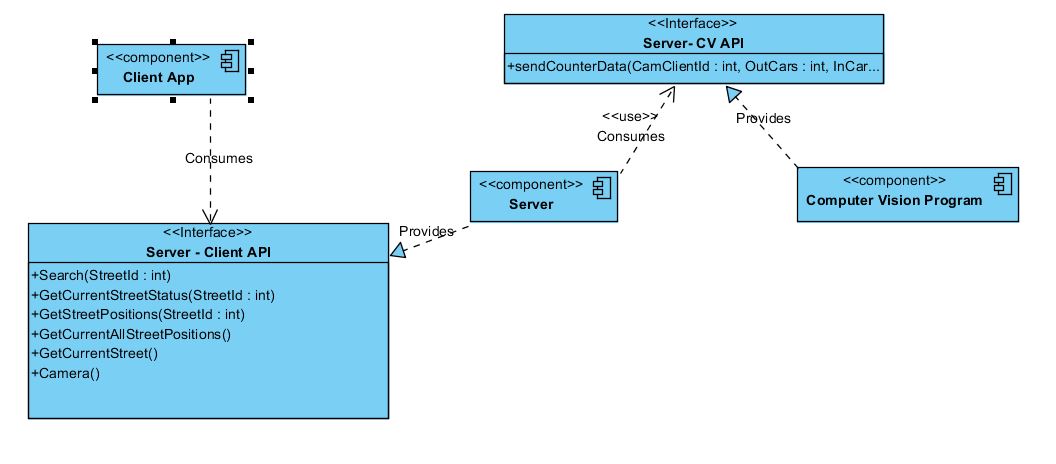 <<component>>
Client App
Consumes
<<Interface>>
Server - Client API
+Search(StreetId : int)
+GetCurrentStreetStatus(StreetId : int)
+GetStreetPositions(StreetId : int)
+GetCurrentAllStreetPositions()
+GetCurrentStreet()
+Camera()
Provides
<<component>>
Server
<<use>>
Consumes
<<Interface>>
Server- CV API
+sendCounterData(CamClientId : int, OutCars : int, InCar...
Provides
<<component>>
Computer Vision Program